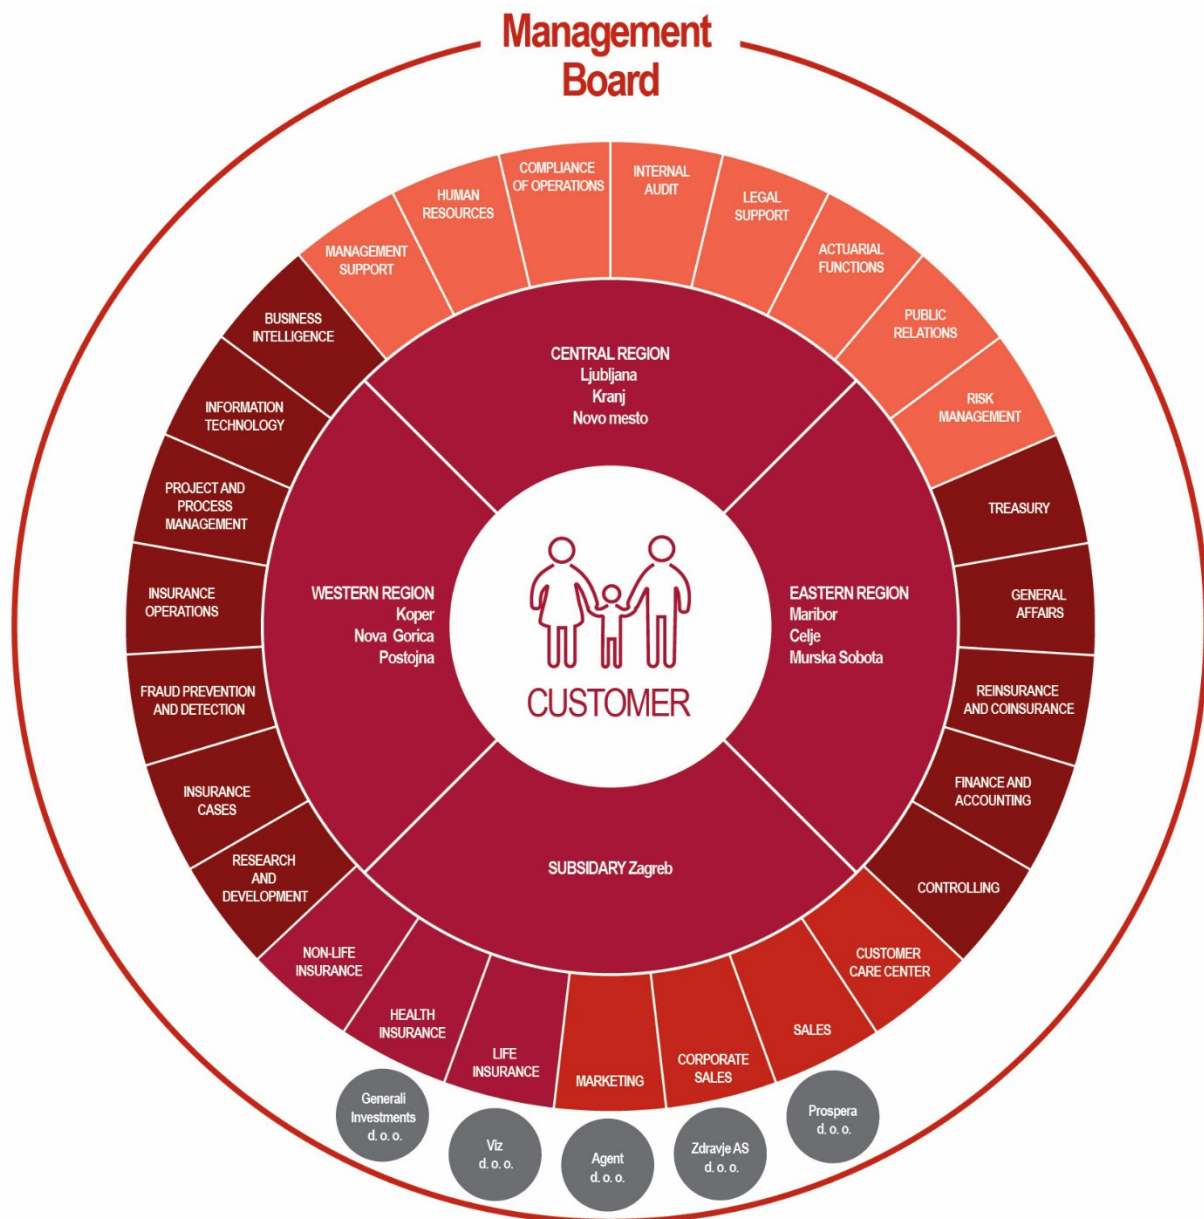 Management
Board
MANAGEMENT
SUPPORT
HUMAN
RESOURCES
COMPLIANCE
OF OPERATIONS
INTERNAL
AUDIT
LEGAL
SUPPORT
ACTUARIAL
FUNCTIONS
PUBLIC
RELATIONS
RISK
MANAGEMENT
TREASURY
GENERAL
AFFAIRS
REINSURANCE
AND COINSURANCE
FINANCE AND
ACCOUNTING
CONTROLLING
CUSTOMER
CARE CENTER
SALES
CORPORATE
SALES
MARKETING
LIFE
INSURANCE
HEALTH
INSURANCE
NON-LIFE
INSURANCE
RESEARCH
AND
DEVELOPMENT
INSURANCE
CASES
FRAUD PREVENTION
AND DETECTION
INSURANCE
OPERATIONS
PROJECT AND
PROCESS
MANAGEMENT
INFORMATION
TECHNOLOGY
BUSINESS
INTELLIGENCE
CENTRAL REGION
Ljubljana
Kranj
Novo mesto
WESTERN REGION
Koper
Nova Gorica
Postojna
EASTERN REGION
Maribor
Celje
Murska Sobota
CUSTOMER
SUBSIDARY Zagreb
Generali
Investments
d. o. o.
Viz
d. o. o.
Agent
d. o. o.
Zdravje AS
d. o. o.
Prospera
d. o. o.